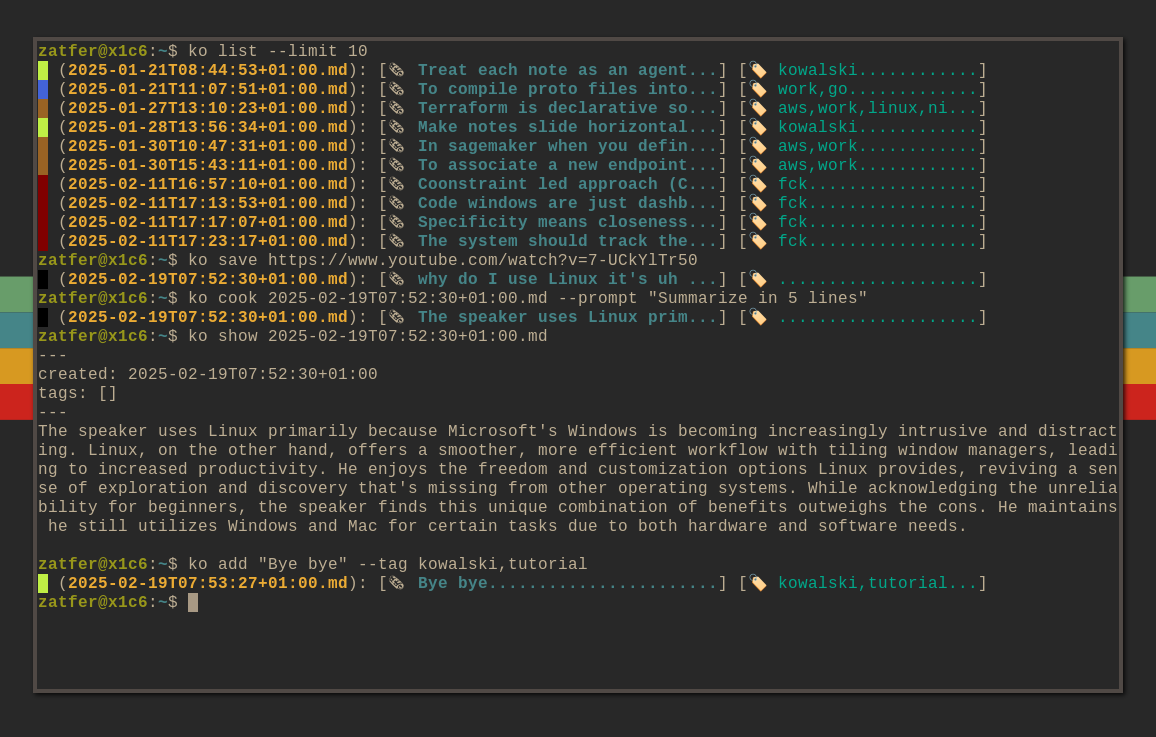 zatfer@x1c6:~$ ko list --limit 10
(2025-01-21T08:44:53+01:00.md): [🗞 Treat each note as an agent...] [🏷 kowalski............]
(2025-01-21T11:07:51+01:00.md): [🗞 To compile proto files into...] [🏷 work,go.............]
(2025-01-27T13:10:23+01:00.md): [🗞 Terraform is declarative so...] [🏷 aws,work,linux,ni...]
(2025-01-28T13:56:34+01:00.md): [🗞 Make notes slide horizontal...] [🏷 kowalski............]
(2025-01-30T10:47:31+01:00.md): [🗞 In sagemaker when you defin...] [🏷 aws,work............]
(2025-01-30T15:43:11+01:00.md): [🗞 To associate a new endpoint...] [🏷 aws,work............]
(2025-02-11T16:57:10+01:00.md): [🗞 Coonstraint led approach (C...] [🏷 fck.................]
(2025-02-11T17:13:53+01:00.md): [🗞 Code windows are just dashb...] [🏷 fck.................]
(2025-02-11T17:17:07+01:00.md): [🗞 Specificity means closeness...] [🏷 fck.................]
(2025-02-11T17:23:17+01:00.md): [🗞 The system should track the...] [🏷 fck.................]
zatfer@x1c6:~$ ko save https://www.youtube.com/watch?v=7-UCkYlTr50
(2025-02-19T07:52:30+01:00.md): [🗞 why do I use Linux it's uh ...] [🏷 ....................]
zatfer@x1c6:~$ ko cook 2025-02-19T07:52:30+01:00.md --prompt "Summarize in 5 lines"
(2025-02-19T07:52:30+01:00.md): [🗞 The speaker uses Linux prim...] [🏷 ....................]
zatfer@x1c6:~$ ko show 2025-02-19T07:52:30+01:00.md
---
created: 2025-02-19T07:52:30+01:00
tags: []
---
The speaker uses Linux primarily because Microsoft's Windows is becoming increasingly intrusive and distract
ing. Linux, on the other hand, offers a smoother, more efficient workflow with tiling window managers, leadi
ng to increased productivity. He enjoys the freedom and customization options Linux provides, reviving a sen
se of exploration and discovery that's missing from other operating systems. While acknowledging the unrelia
bility for beginners, the speaker finds this unique combination of benefits outweighs the cons. He maintains
he still utilizes Windows and Mac for certain tasks due to both hardware and software needs.
zatfer@x1c6:~$ ko add "Bye bye" --tag kowalski,tutorial
(2025-02-19T07:53:27+01:00.md): [🗞 Bye bye.......................] [🏷 kowalski,tutorial...]
zatfer@x1c6:~$